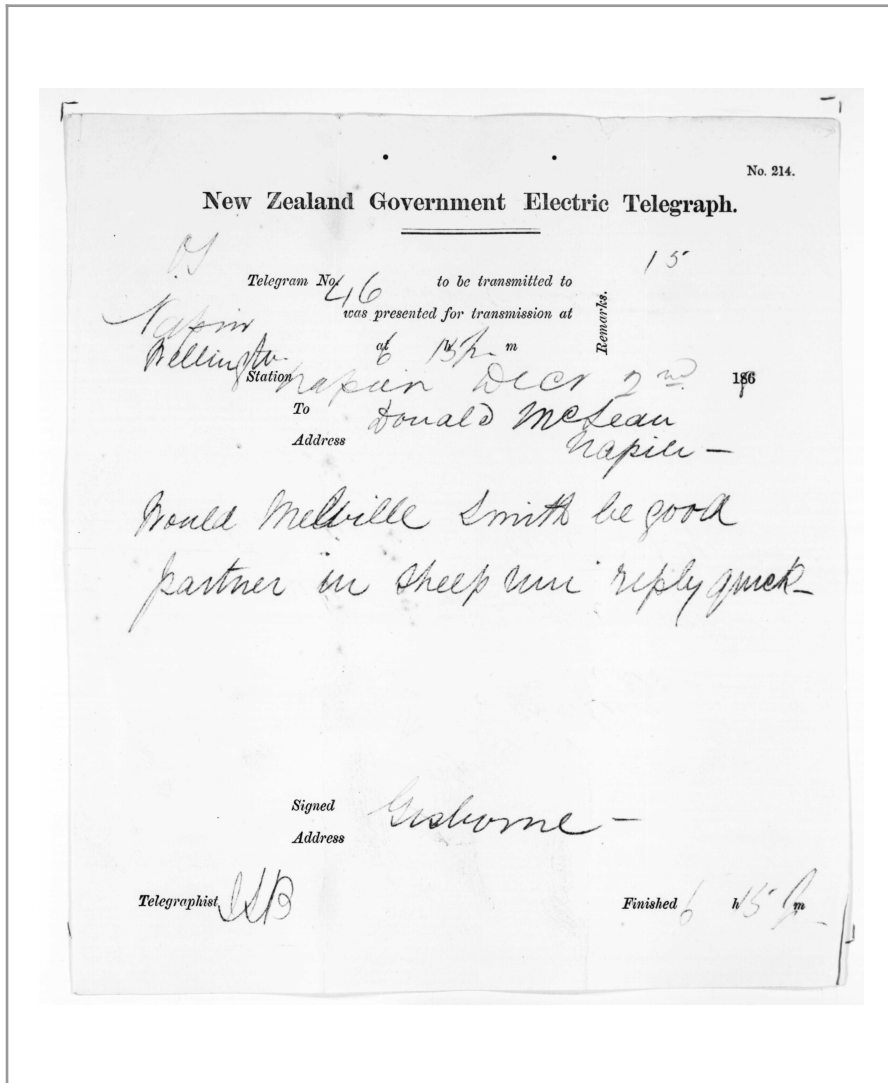 No. 214.
New Zealand Government Electric Telegraph.
15
Telegram No. 46 to be transmitted to
Remarks.
Napier
was presented for transmission at
Wellington
at 6 h 15 p m
Station Napier Decr 2nd 186
To Donald McLean
Address Napier —
Would Melville Smith be good
partner in sheep run reply quick —
Signed Gisborne —
Address
Telegraphist
Finished 6 h 15 p m